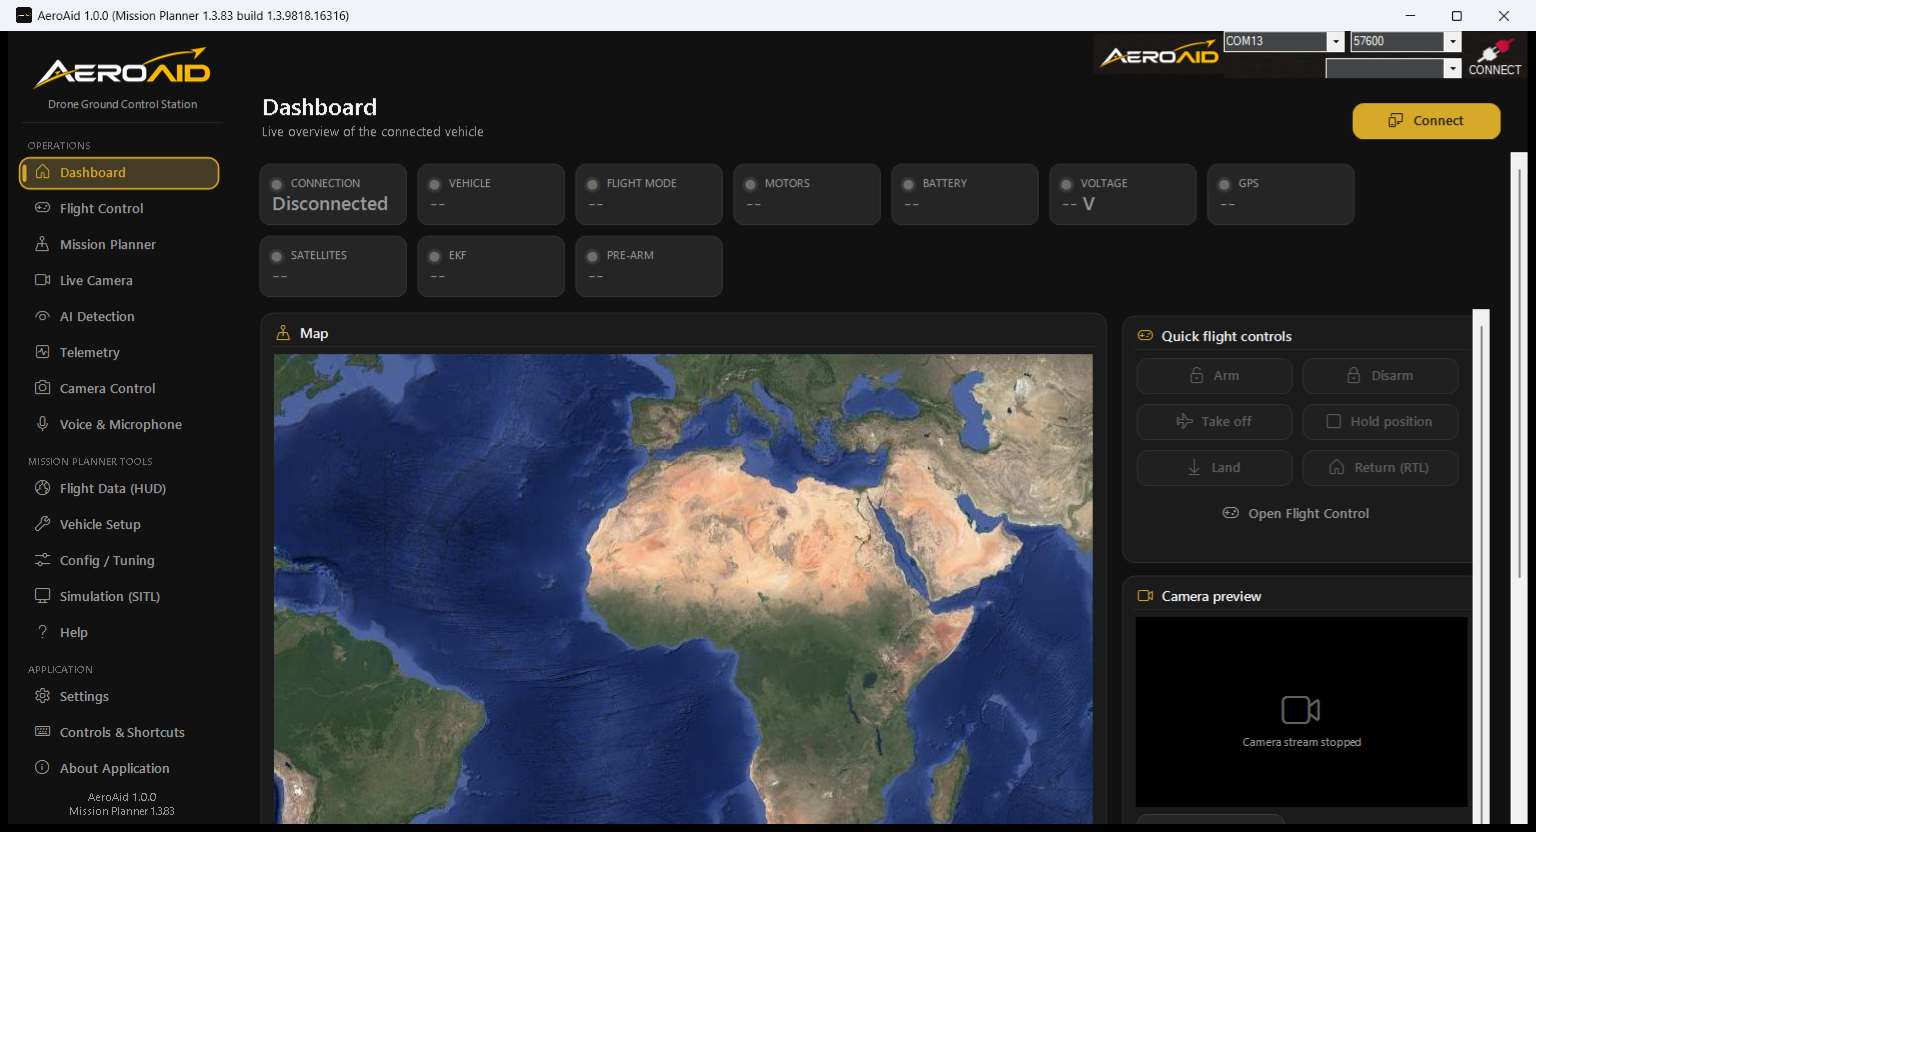 AeroAid 1.0.0 (Mission Planner 1.3.83 build 1.3.9818.16316)
AEROAID
Drone Ground Control Station
OPERATIONS
Dashboard
Flight Control
Mission Planner
Live Camera
AI Detection
Telemetry
Camera Control
Voice & Microphone
MISSION PLANNER TOOLS
Flight Data (HUD)
Vehicle Setup
Config / Tuning
Simulation (SITL)
? Help
APPLICATION
Settings
Controls & Shortcuts
About Application
AeroAid 1.0.0
Mission Planner 1.3.83
AEROAID
COM13
57600
CONNECT
Dashboard
Live overview of the connected vehicle
Connect
CONNECTION
Disconnected
VEHICLE
--
FLIGHT MODE
--
MOTORS
--
BATTERY
--
VOLTAGE
-- V
GPS
--
SATELLITES
--
EKF
--
PRE-ARM
--
Map
Quick flight controls
Arm
Disarm
Take off
Hold position
Land
Return (RTL)
Open Flight Control
Camera preview
Camera stream stopped